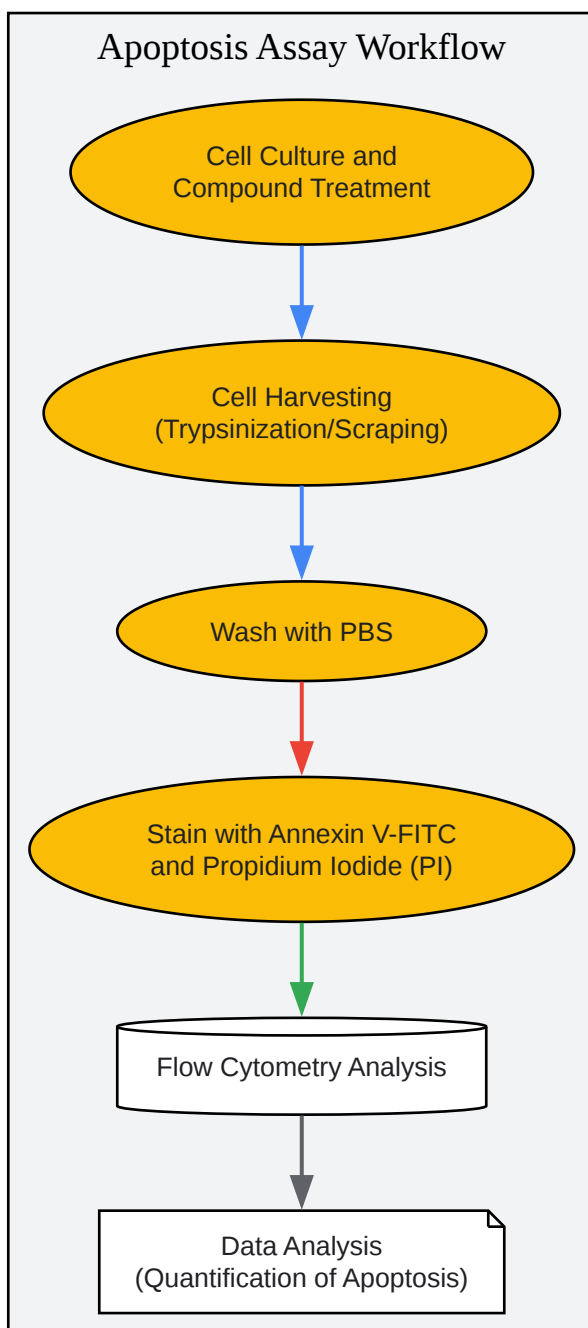 Apoptosis Assay Workflow
Cell Culture and
Compound Treatment
Cell Harvesting
(Trypsinization/Scraping)
Wash with PBS
Stain with Annexin V-FITC
and Propidium Iodide (PI)
Flow Cytometry Analysis
Data Analysis
(Quantification of Apoptosis)